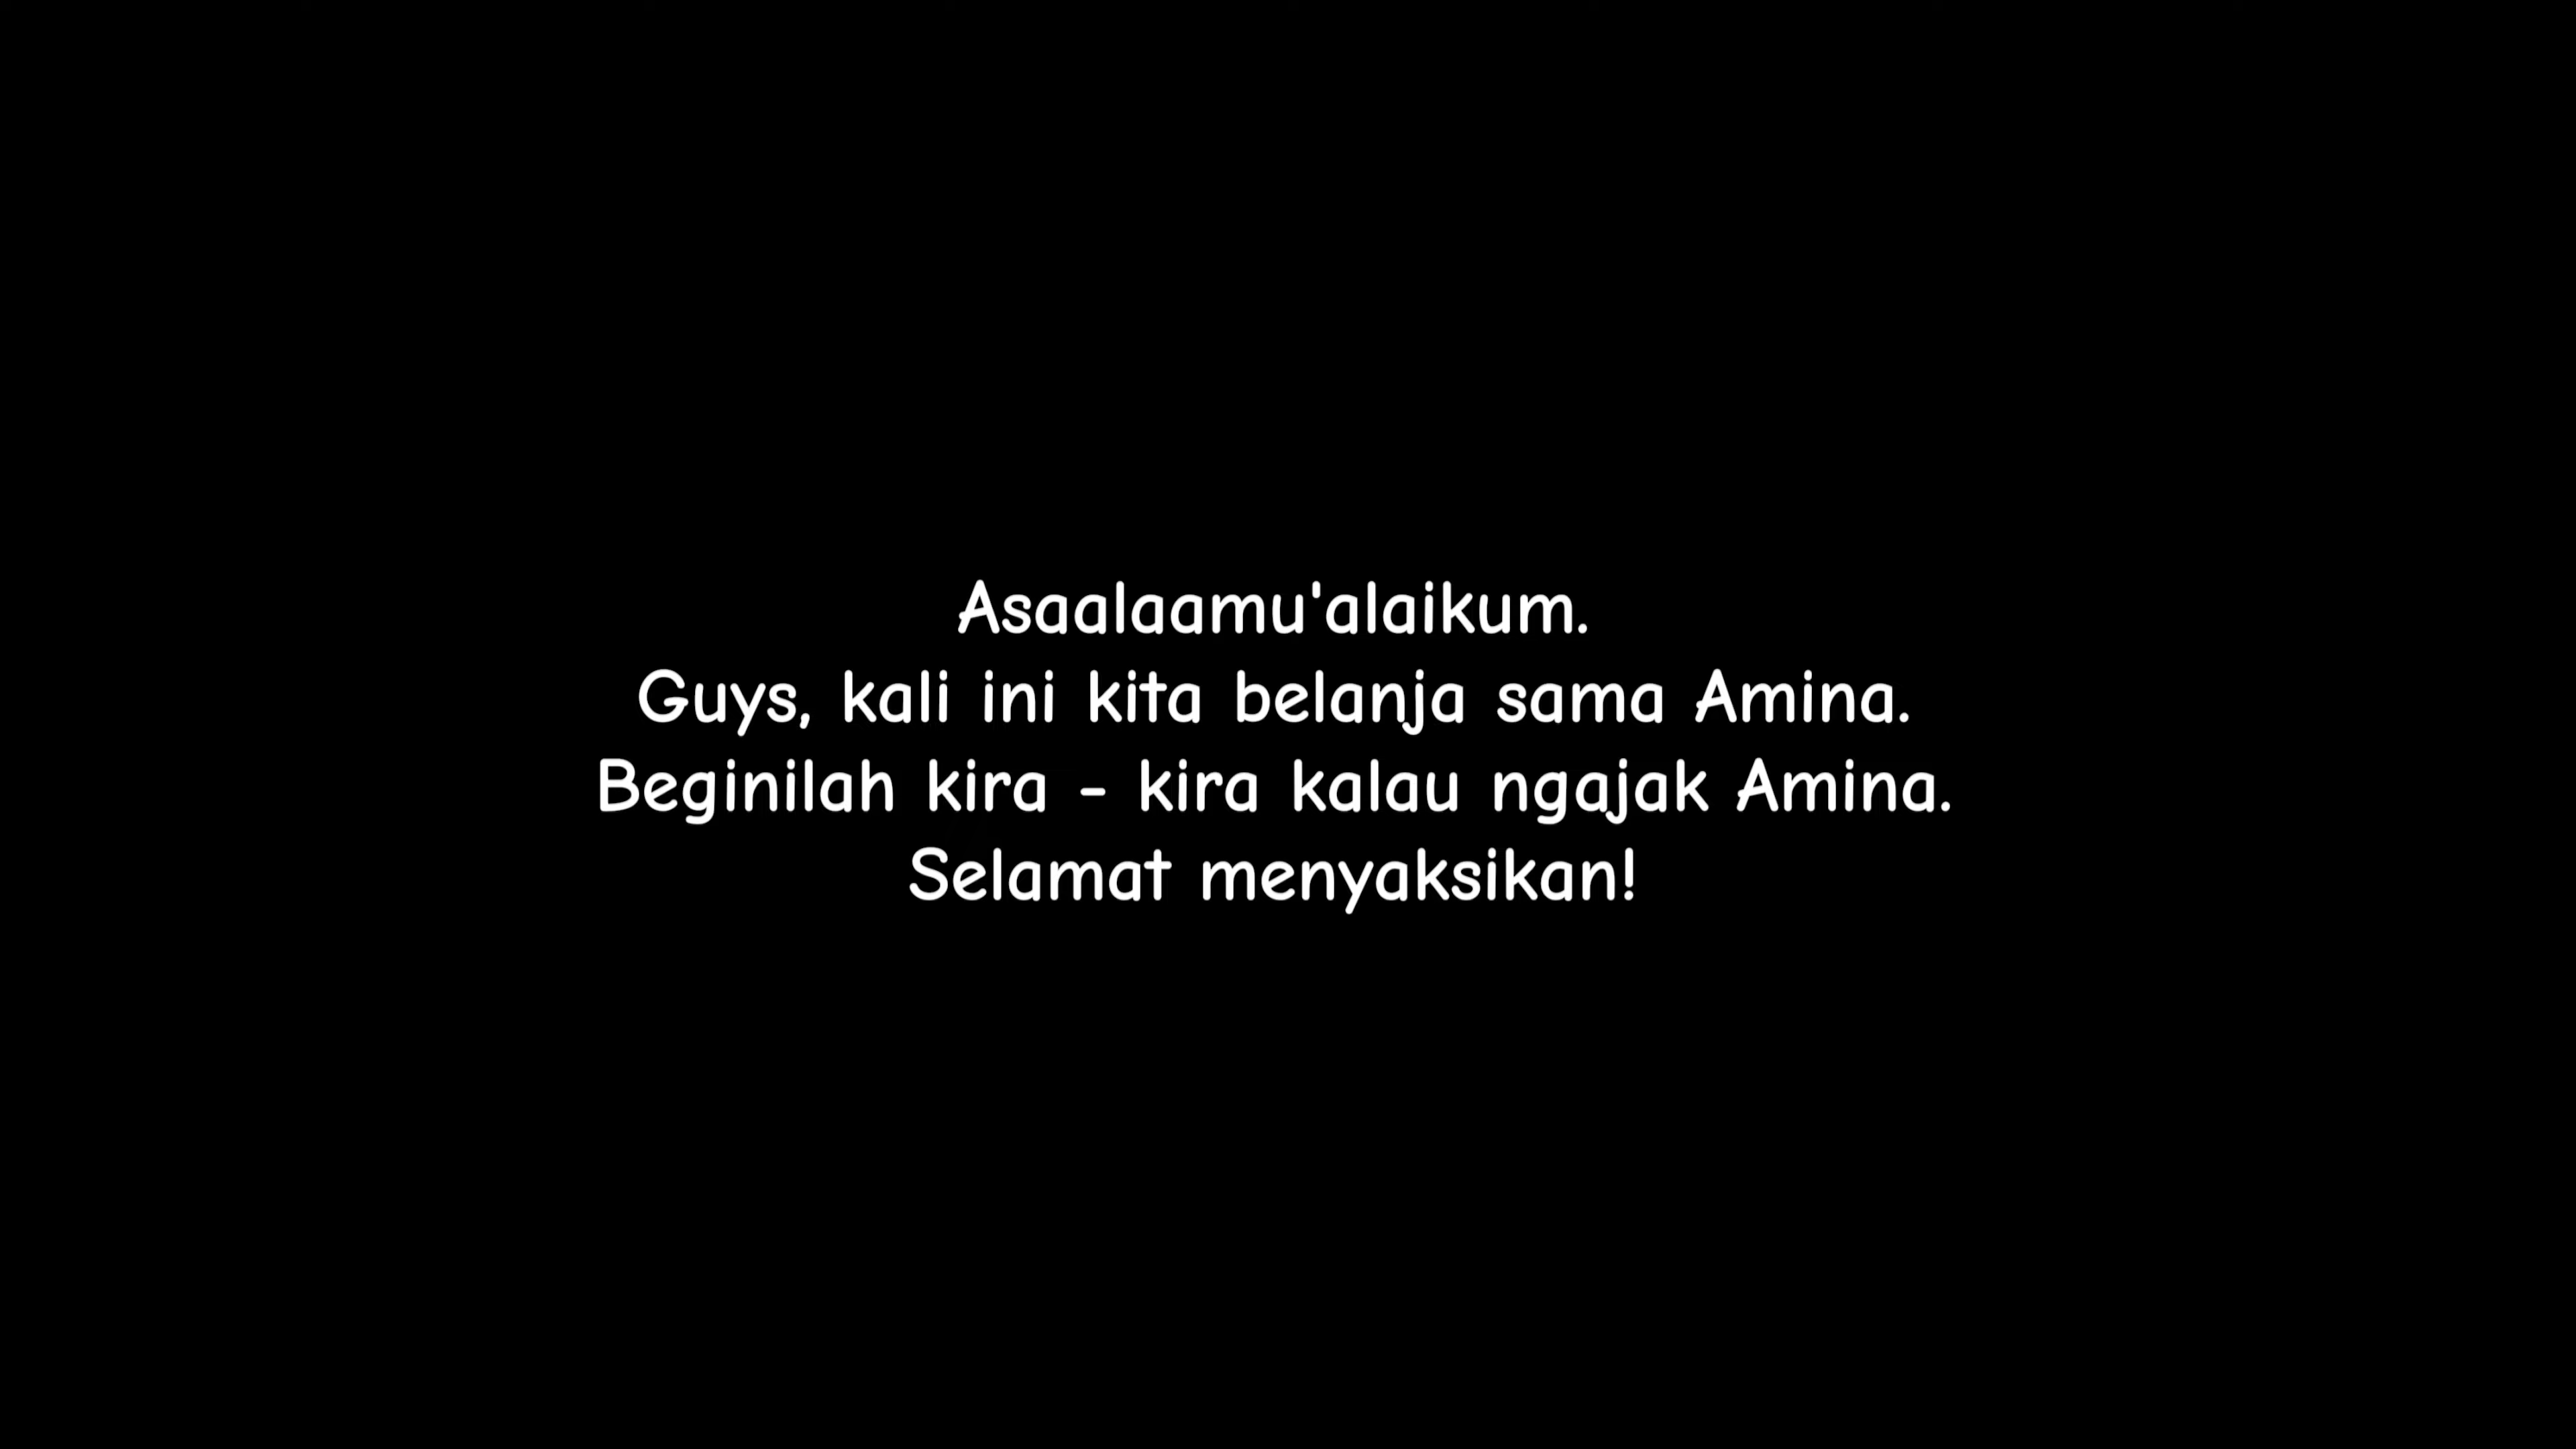 Asaalaamu'alaikum.
Guys, kali ini kita belanja sama Amina.
Beginilah kira - kira kalau ngajak Amina.
Selamat menyaksikan!